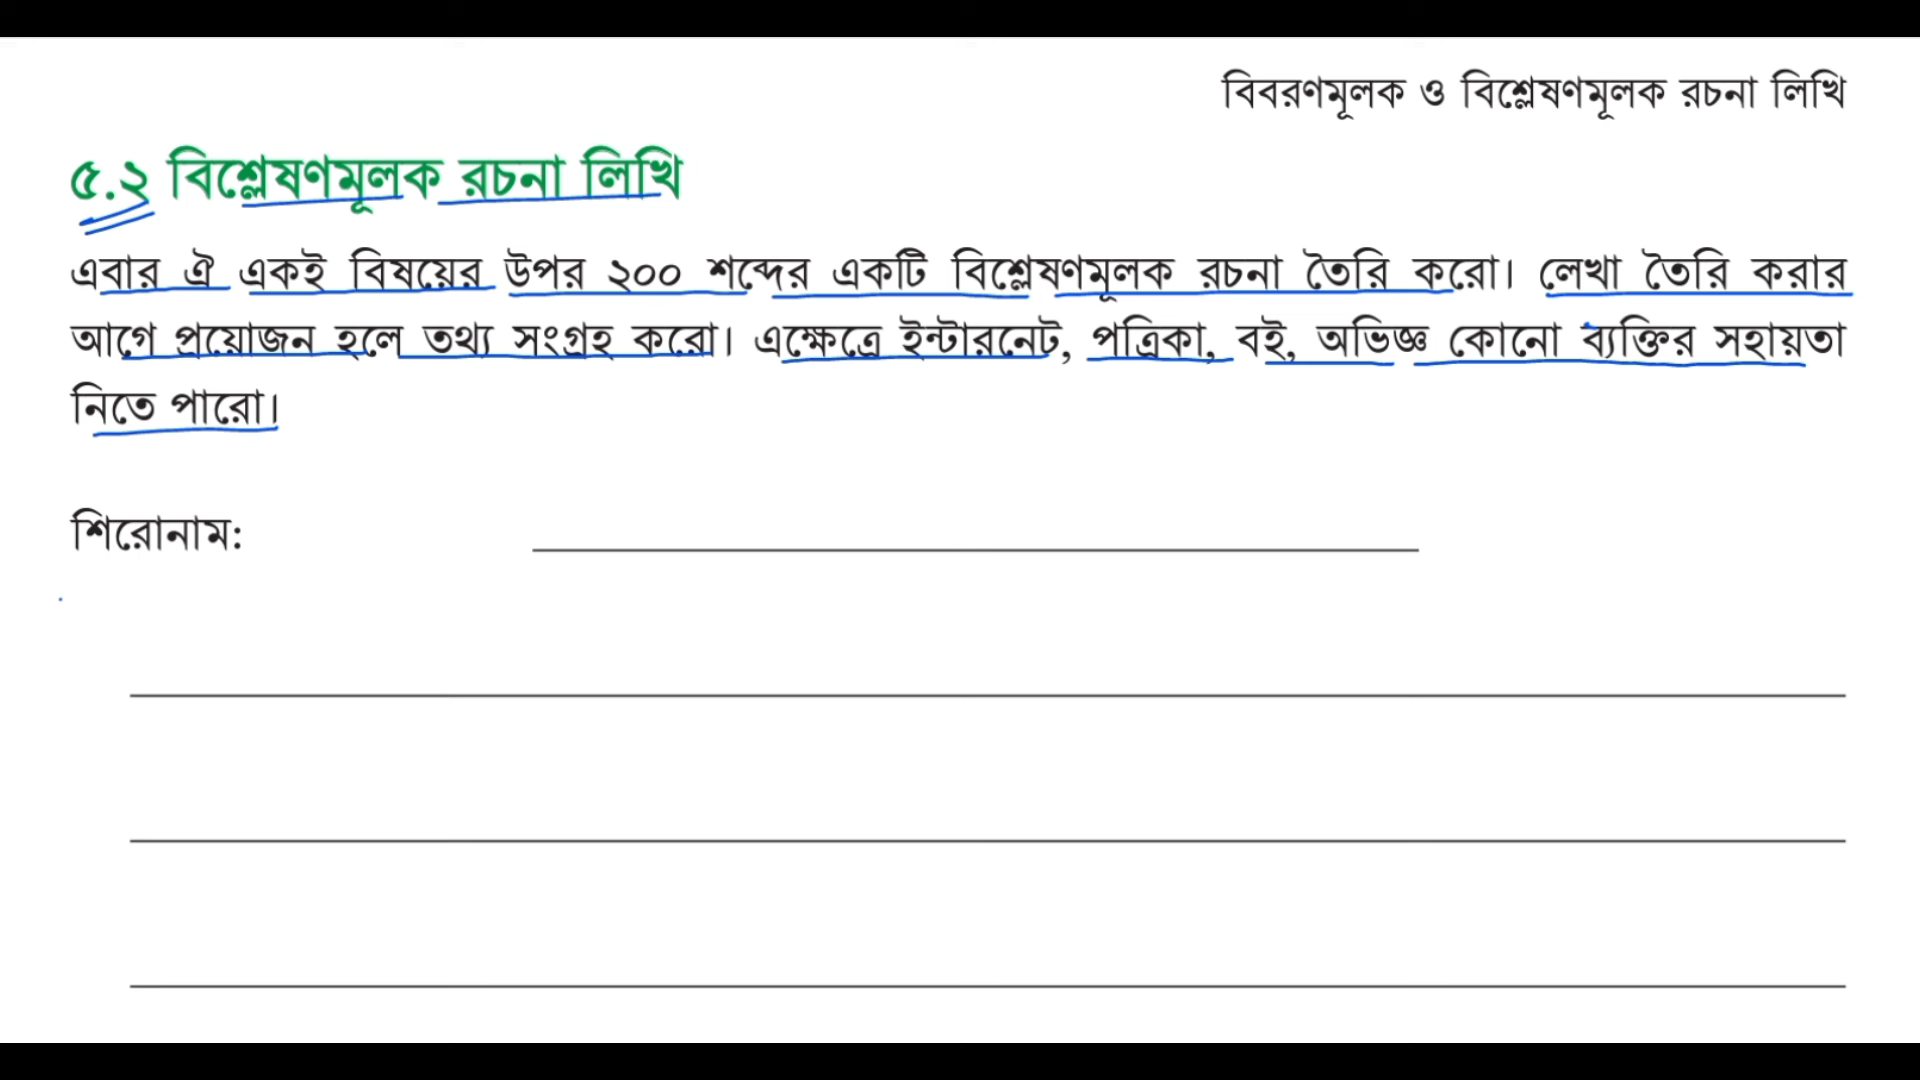 বিবরণমূলক ও বিশ্লেষণমূলক রচনা লিখি
৫.২ বিশ্লেষণমূলক রচনা লিখি
এবার ঐ একই বিষয়ের উপর ২০০ শব্দের একটি বিশ্লেষণমূলক রচনা তৈরি করো। লেখা তৈরি করার
আগে প্রয়োজন হলে তথ্য সংগ্রহ করো। এক্ষেত্রে ইন্টারনেট, পত্রিকা, বই, অভিজ্ঞ কোনো ব্যক্তির সহায়তা
নিতে পারো।
শিরোনাম: